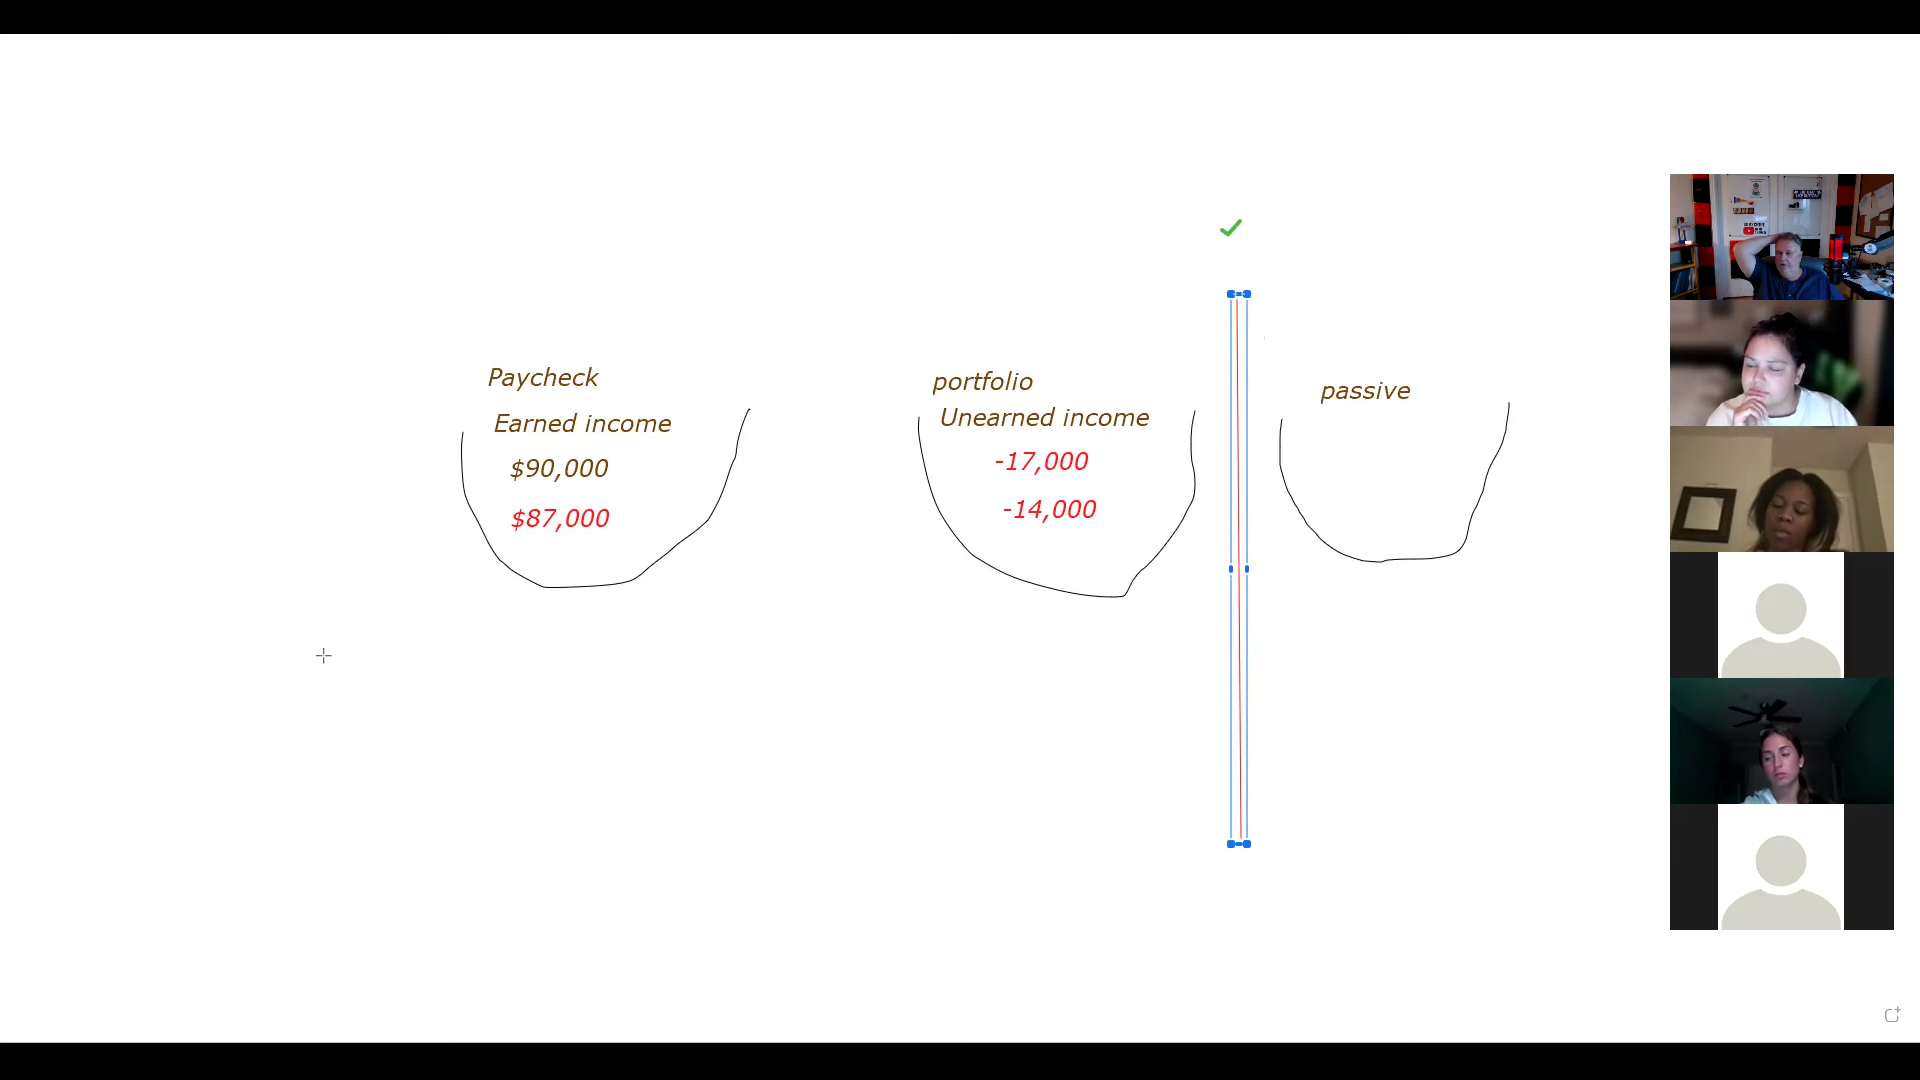 Paycheck
Earned income
$90,000
$87,000
portfolio
Unearned income
-17,000
-14,000
passive